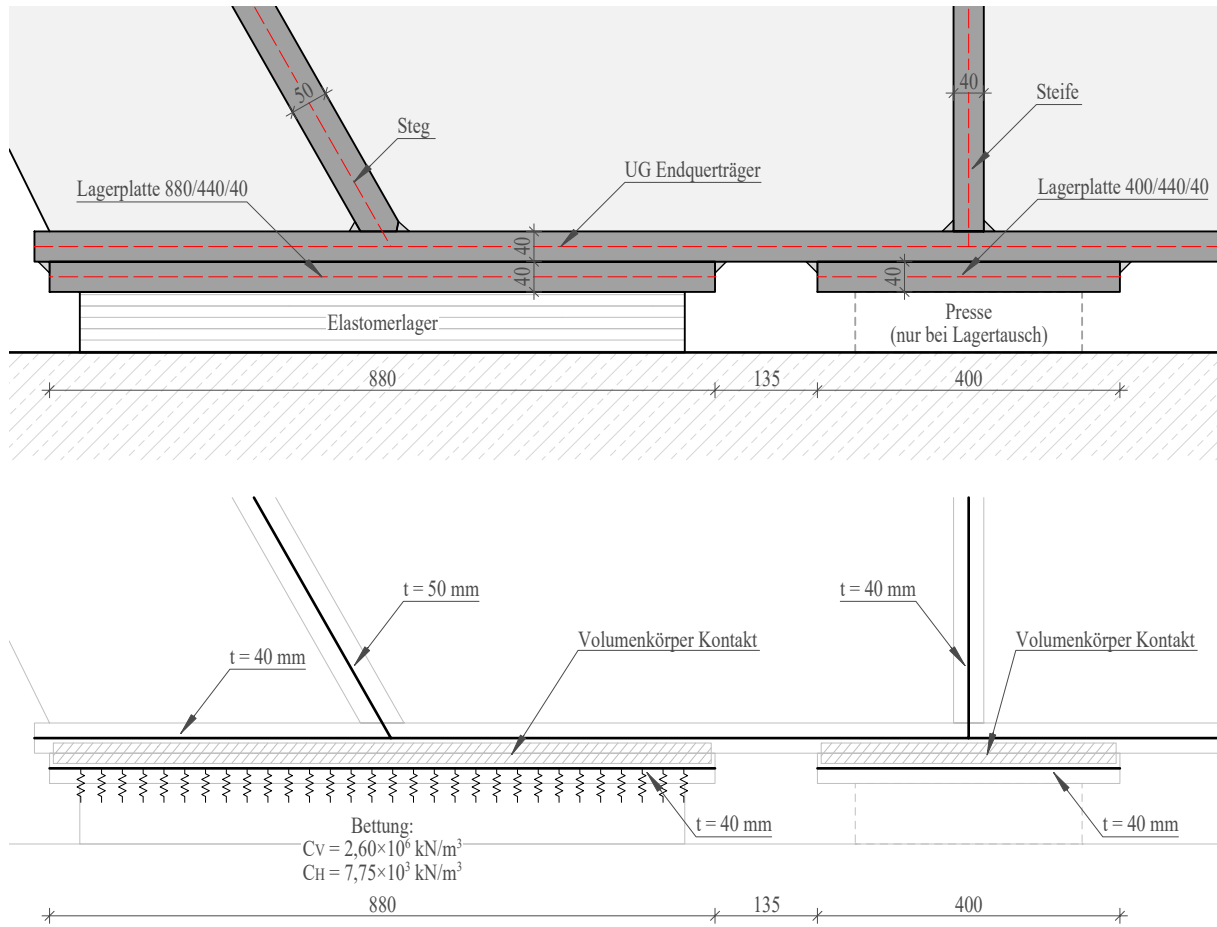 50
40
Steg
Steife
UG Endquerträger
Lagerplatte 880/440/40
Lagerplatte 400/440/40
40
40
40
Elastomerlager
Presse
(nur bei Lagertausch)
880
135
400
t = 50 mm
t = 40 mm
Volumenkörper Kontakt
Volumenkörper Kontakt
t = 40 mm
t = 40 mm
t = 40 mm
Bettung:
Cv = 2,60×10⁶ kN/m³
CH = 7,75×10³ kN/m³
880
135
400